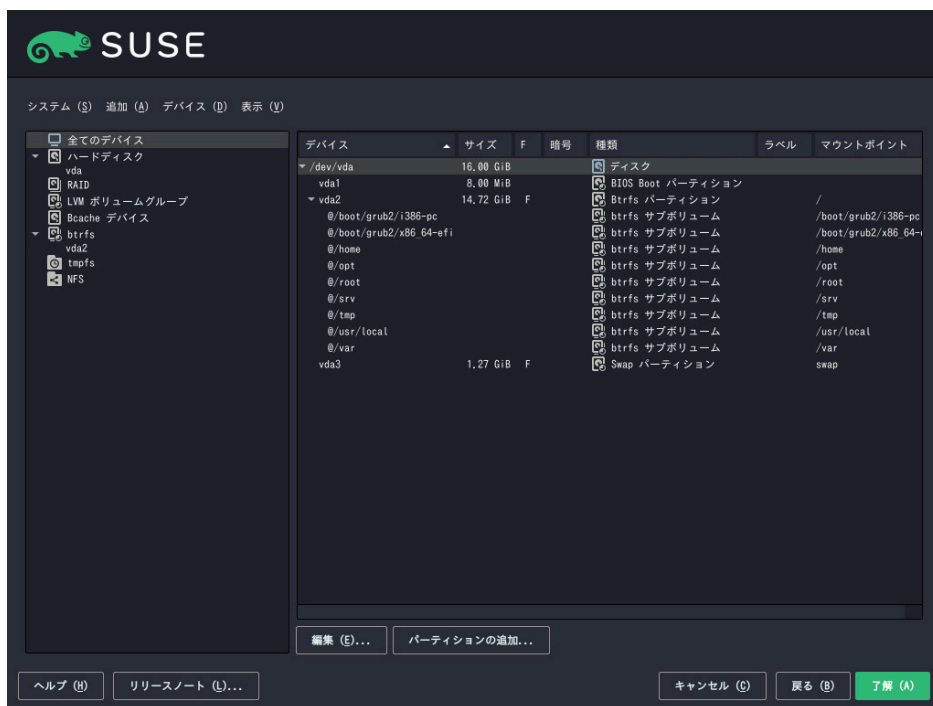 SUSE
システム (S) 追加 (A) デバイス (D) 表示 (V)
全てのデバイス
ハードディスク
vda
RAID
LVM ボリュームグループ
Bcache デバイス
btrfs
vda2
tmpfs
NFS
デバイス サイズ F 暗号 種類 ラベル マウントポイント
/dev/vda 16.00 GiB ディスク
vda1 8.00 MiB BIOS Boot パーティション
vda2 14.72 GiB F Btrfs パーティション /
@/boot/grub2/i386-pc btrfs サブボリューム /boot/grub2/i386-pc
@/boot/grub2/x86_64-efi btrfs サブボリューム /boot/grub2/x86_64-
@/home btrfs サブボリューム /home
@/opt btrfs サブボリューム /opt
@/root btrfs サブボリューム /root
@/srv btrfs サブボリューム /srv
@/tmp btrfs サブボリューム /tmp
@/usr/local btrfs サブボリューム /usr/local
@/var btrfs サブボリューム /var
vda3 1.27 GiB F Swap パーティション swap
編集 (E)... パーティションの追加...
ヘルプ (H) リリースノート (L)... キャンセル (C) 戻る (B) 了解 (A)